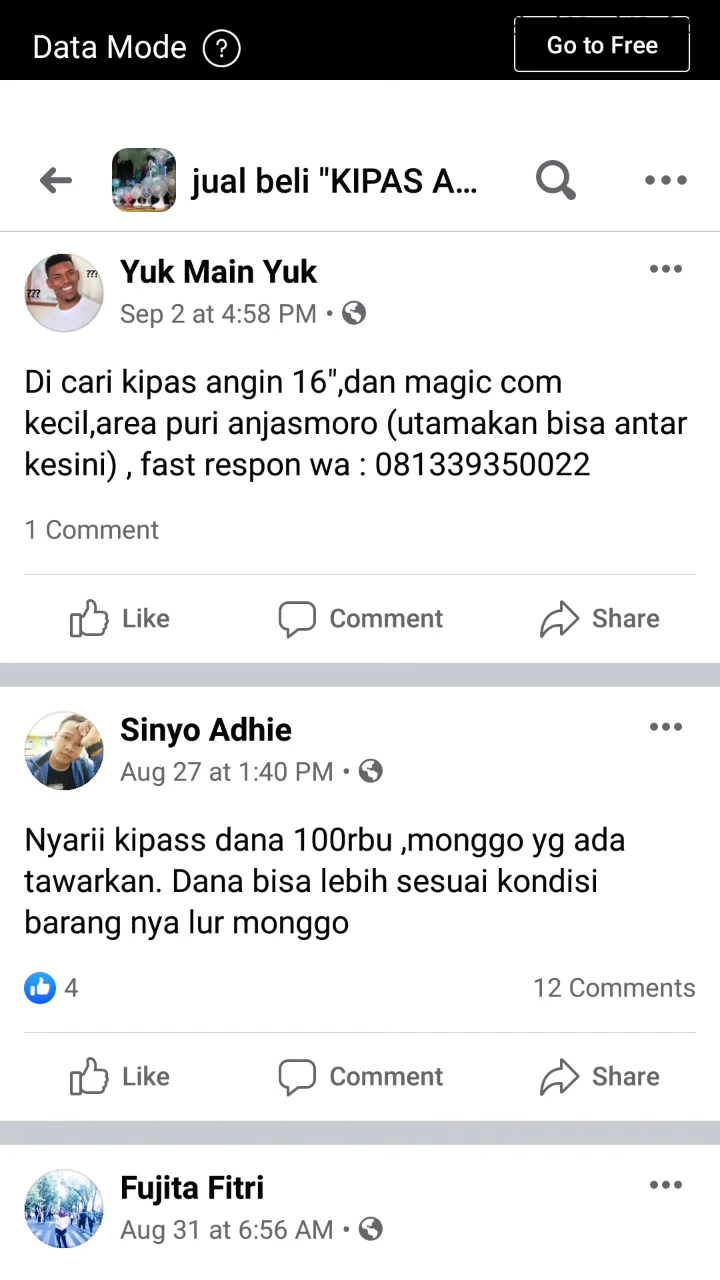 Data Mode ?
Go to Free
jual beli "KIPAS A...
Yuk Main Yuk
??? ???
Sep 2 at 4:58 PM •
Di cari kipas angin 16",dan magic com
kecil,area puri anjasmoro (utamakan bisa antar
kesini) , fast respon wa : 081339350022
1 Comment
Like Comment Share
Sinyo Adhie
Aug 27 at 1:40 PM •
Nyarii kipass dana 100rbu ,monggo yg ada
tawarkan. Dana bisa lebih sesuai kondisi
barang nya lur monggo
4 12 Comments
Like Comment Share
Fujita Fitri
Aug 31 at 6:56 AM •